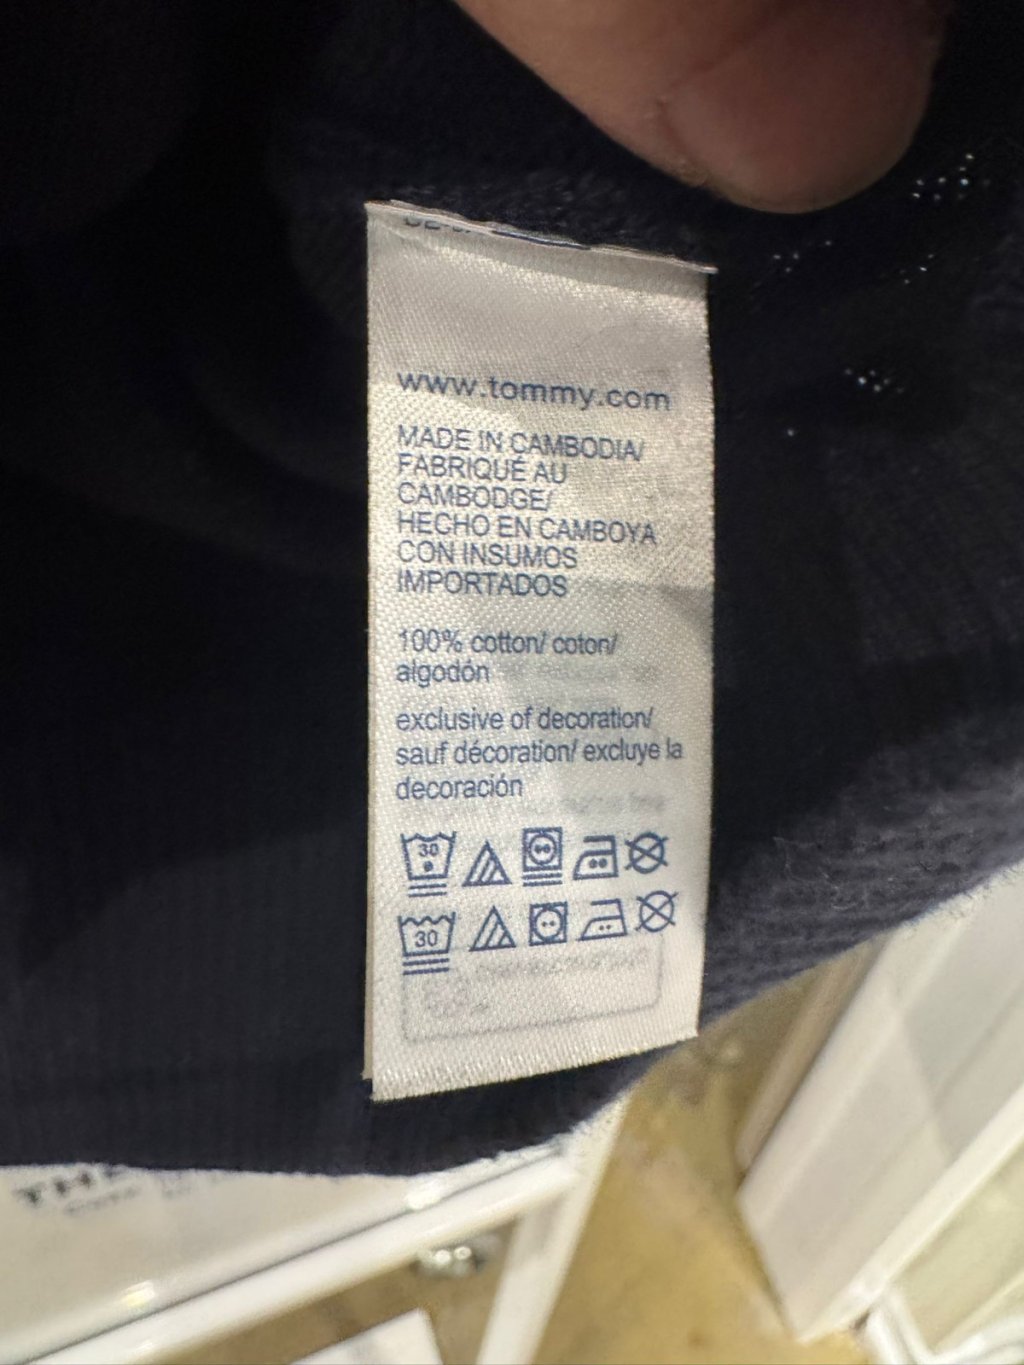 www.tommy.com
MADE IN CAMBODIA/
FABRIQUÉ AU
CAMBODGE/
HECHO EN CAMBOYA
CON INSUMOS
IMPORTADOS
100% cotton/ coton/
algodón
exclusive of decoration/
sauf décoration/ excluye la
decoración
30
30
THE